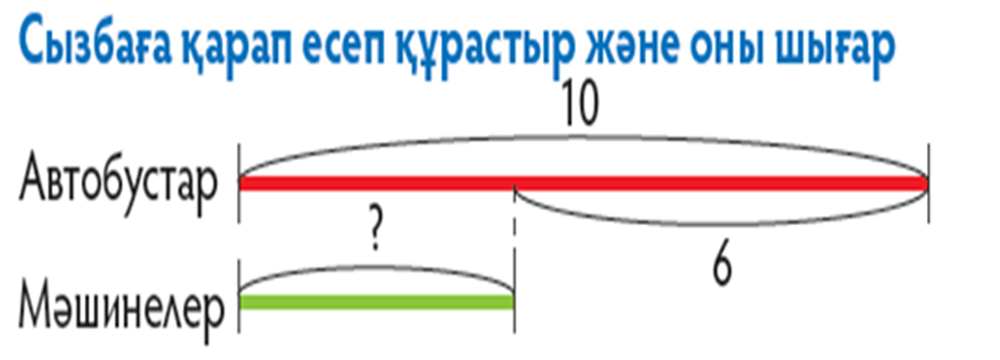 Сызбаға қарап есеп құрастыр және оны шығар
10
Автобустар
?
6
Мәшинелер